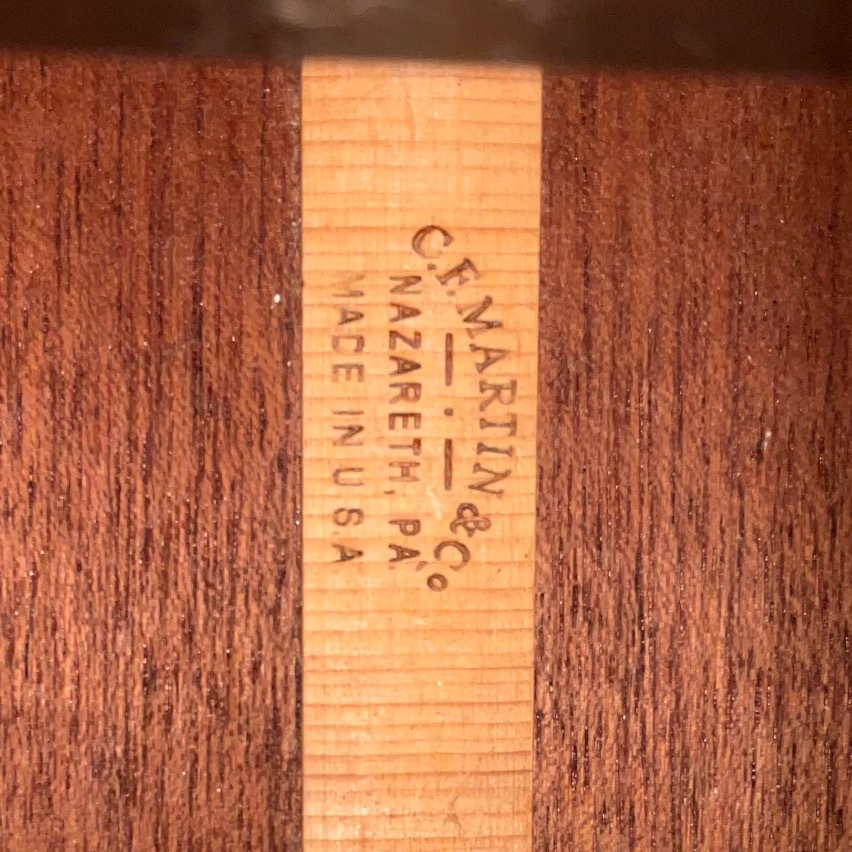 C.F. MARTIN & Co
NAZARETH, PA.
MADE IN U.S.A